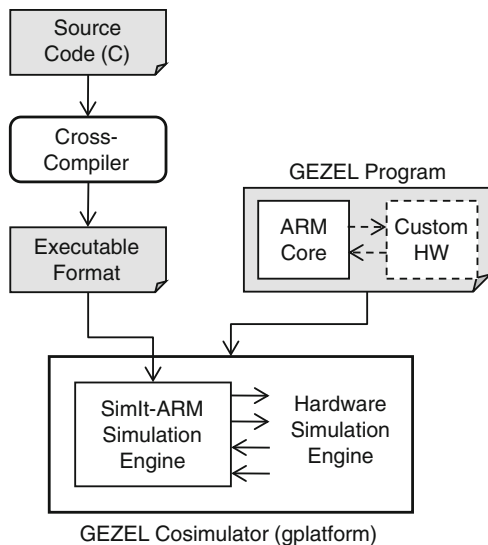 Source
Code (C)
Cross-
Compiler
Executable
Format
GEZEL Program
ARM
Core
Custom
HW
SimIt-ARM
Simulation
Engine
Hardware
Simulation
Engine
GEZEL Cosimulator (gplatform)